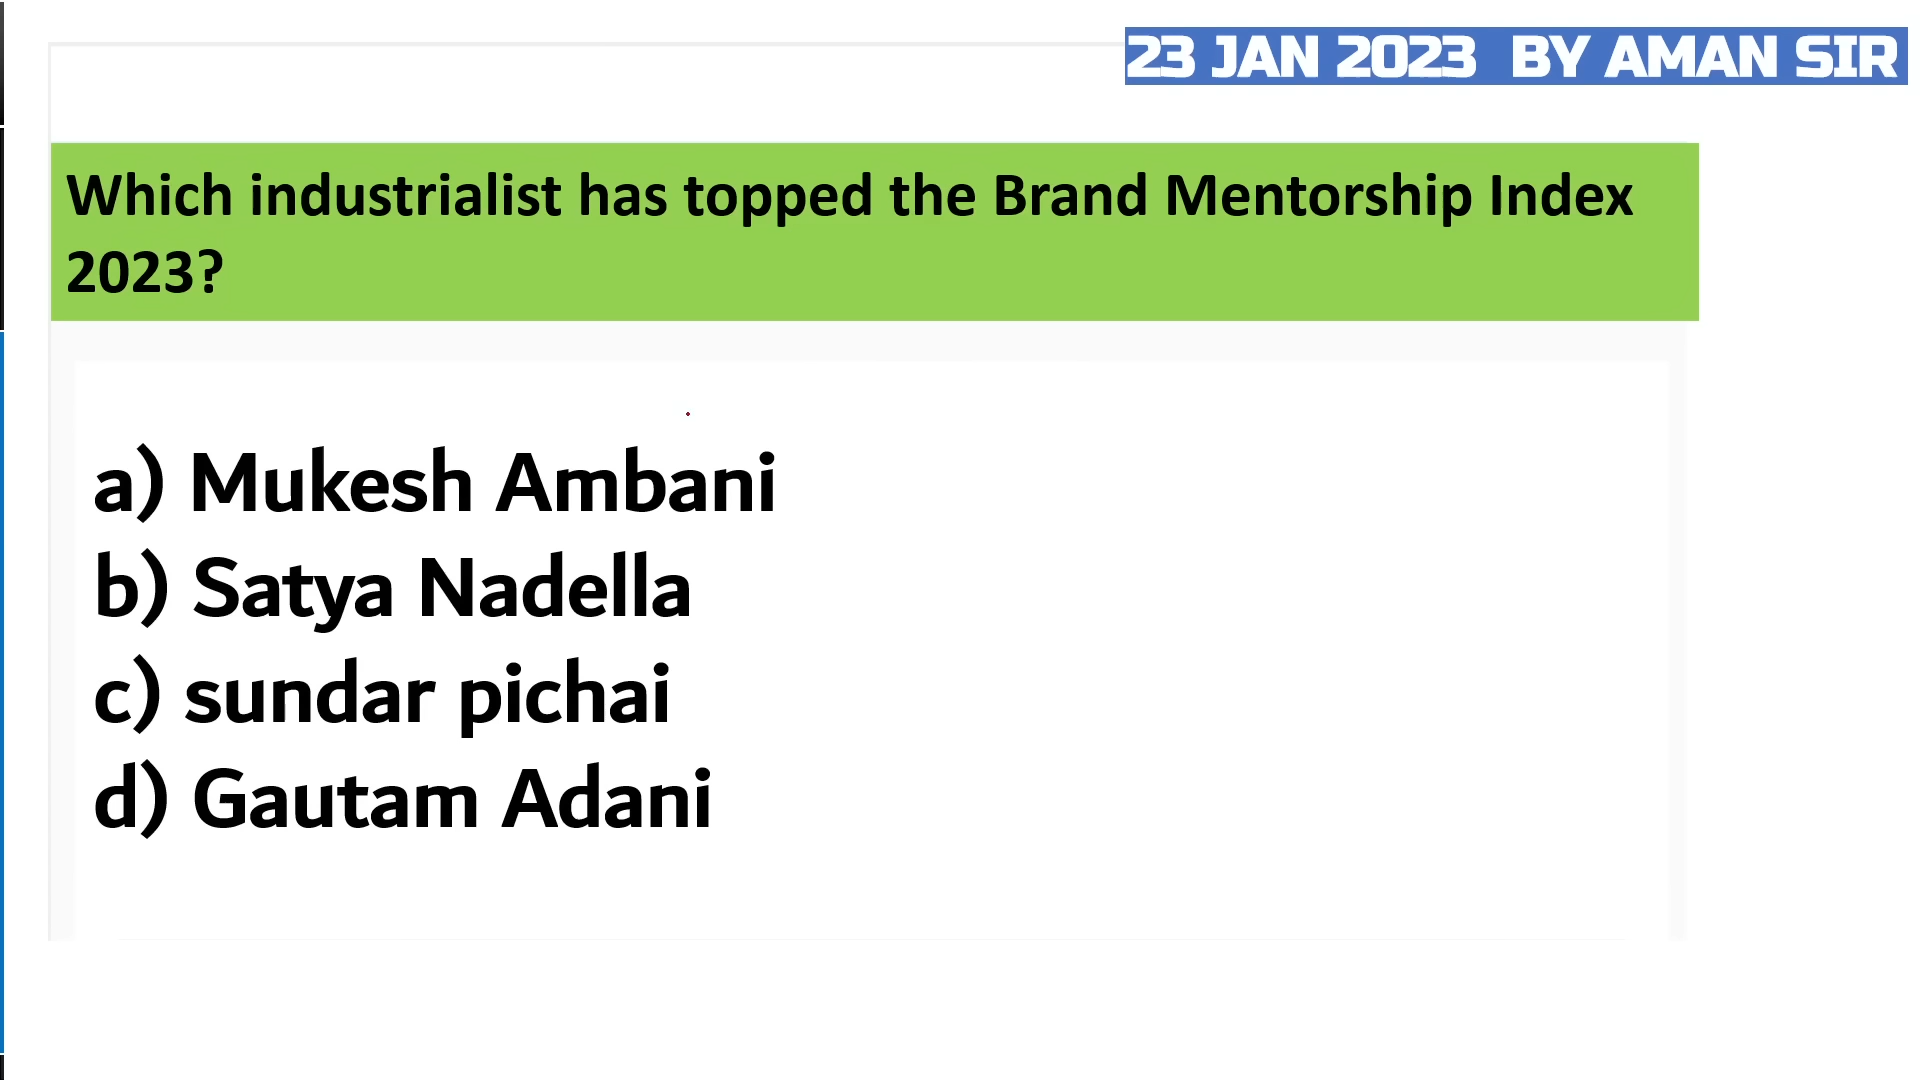 23 JAN 2023 BY AMAN SIR
Which industrialist has topped the Brand Mentorship Index
2023?
a) Mukesh Ambani
b) Satya Nadella
c) sundar pichai
d) Gautam Adani